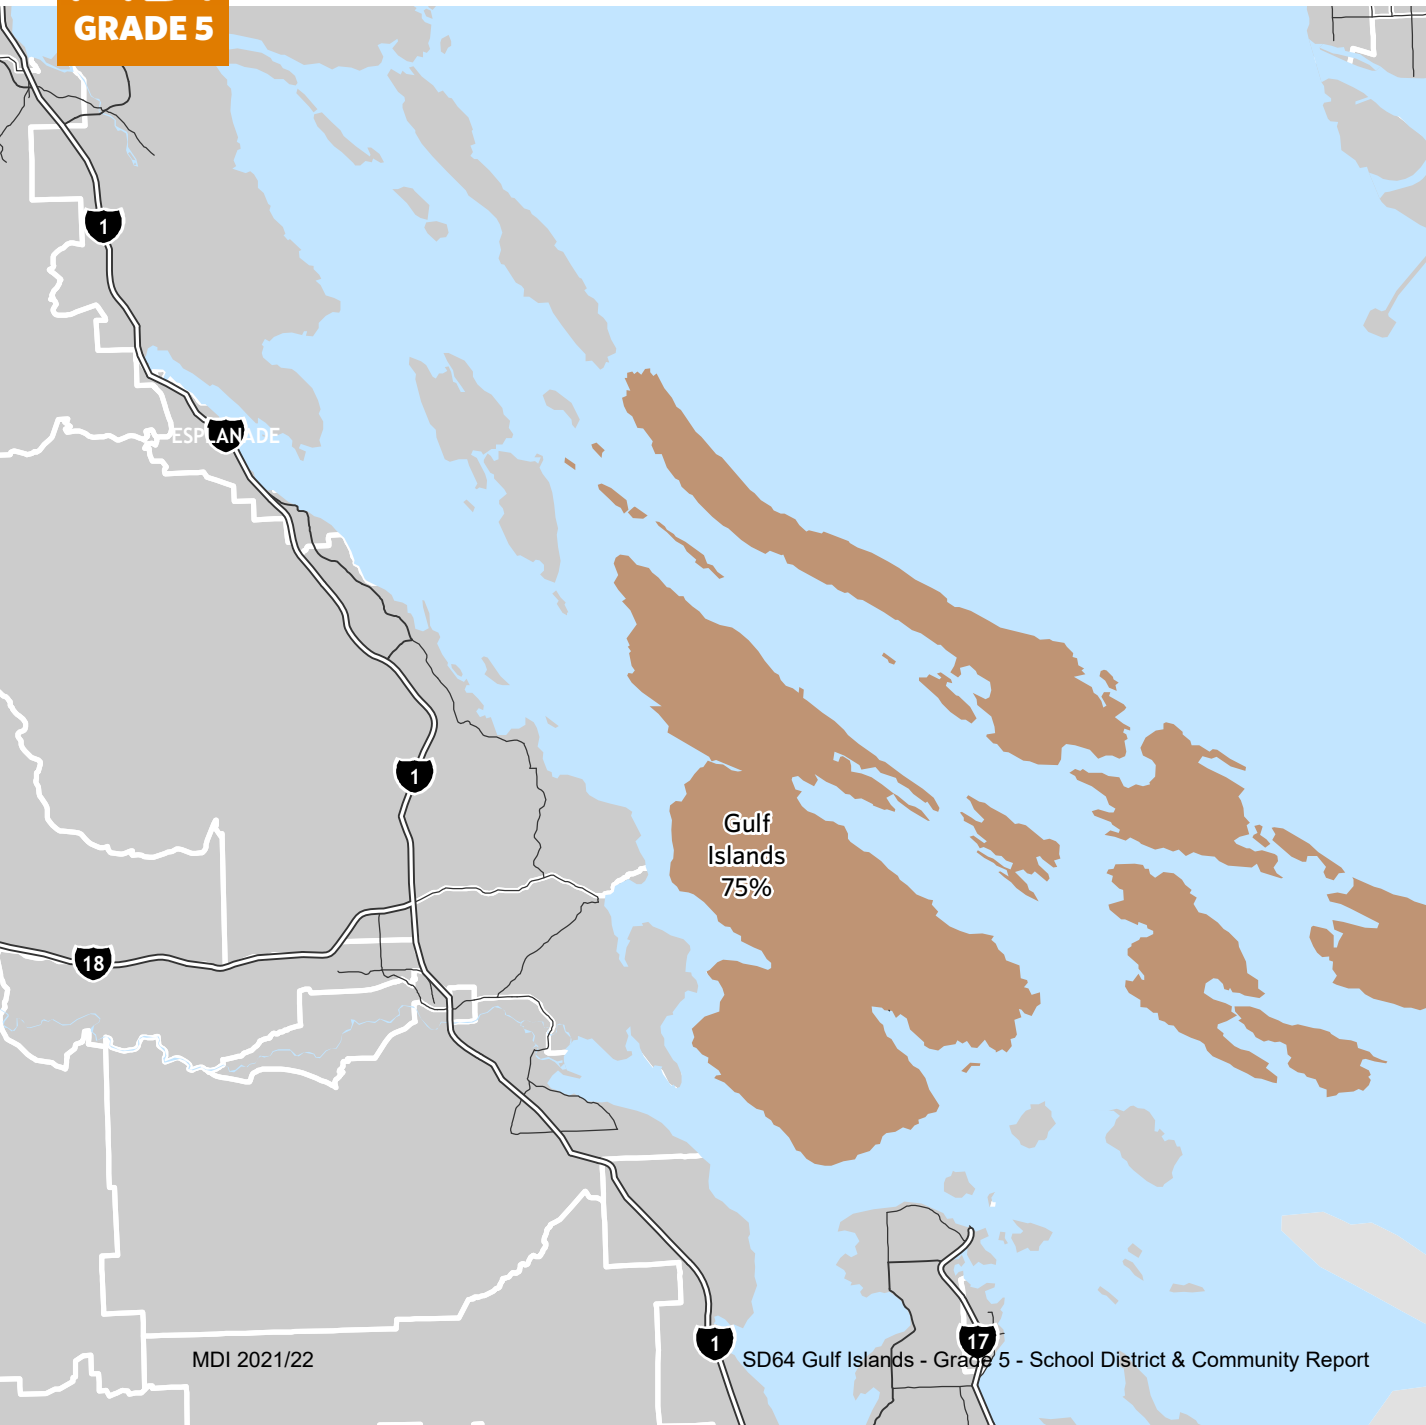 GRADE 5
1
ESPLANADE
1
Gulf
Islands
75%
18
1
17
MDI 2021/22
SD64 Gulf Islands - Grade 5 - School District & Community Report